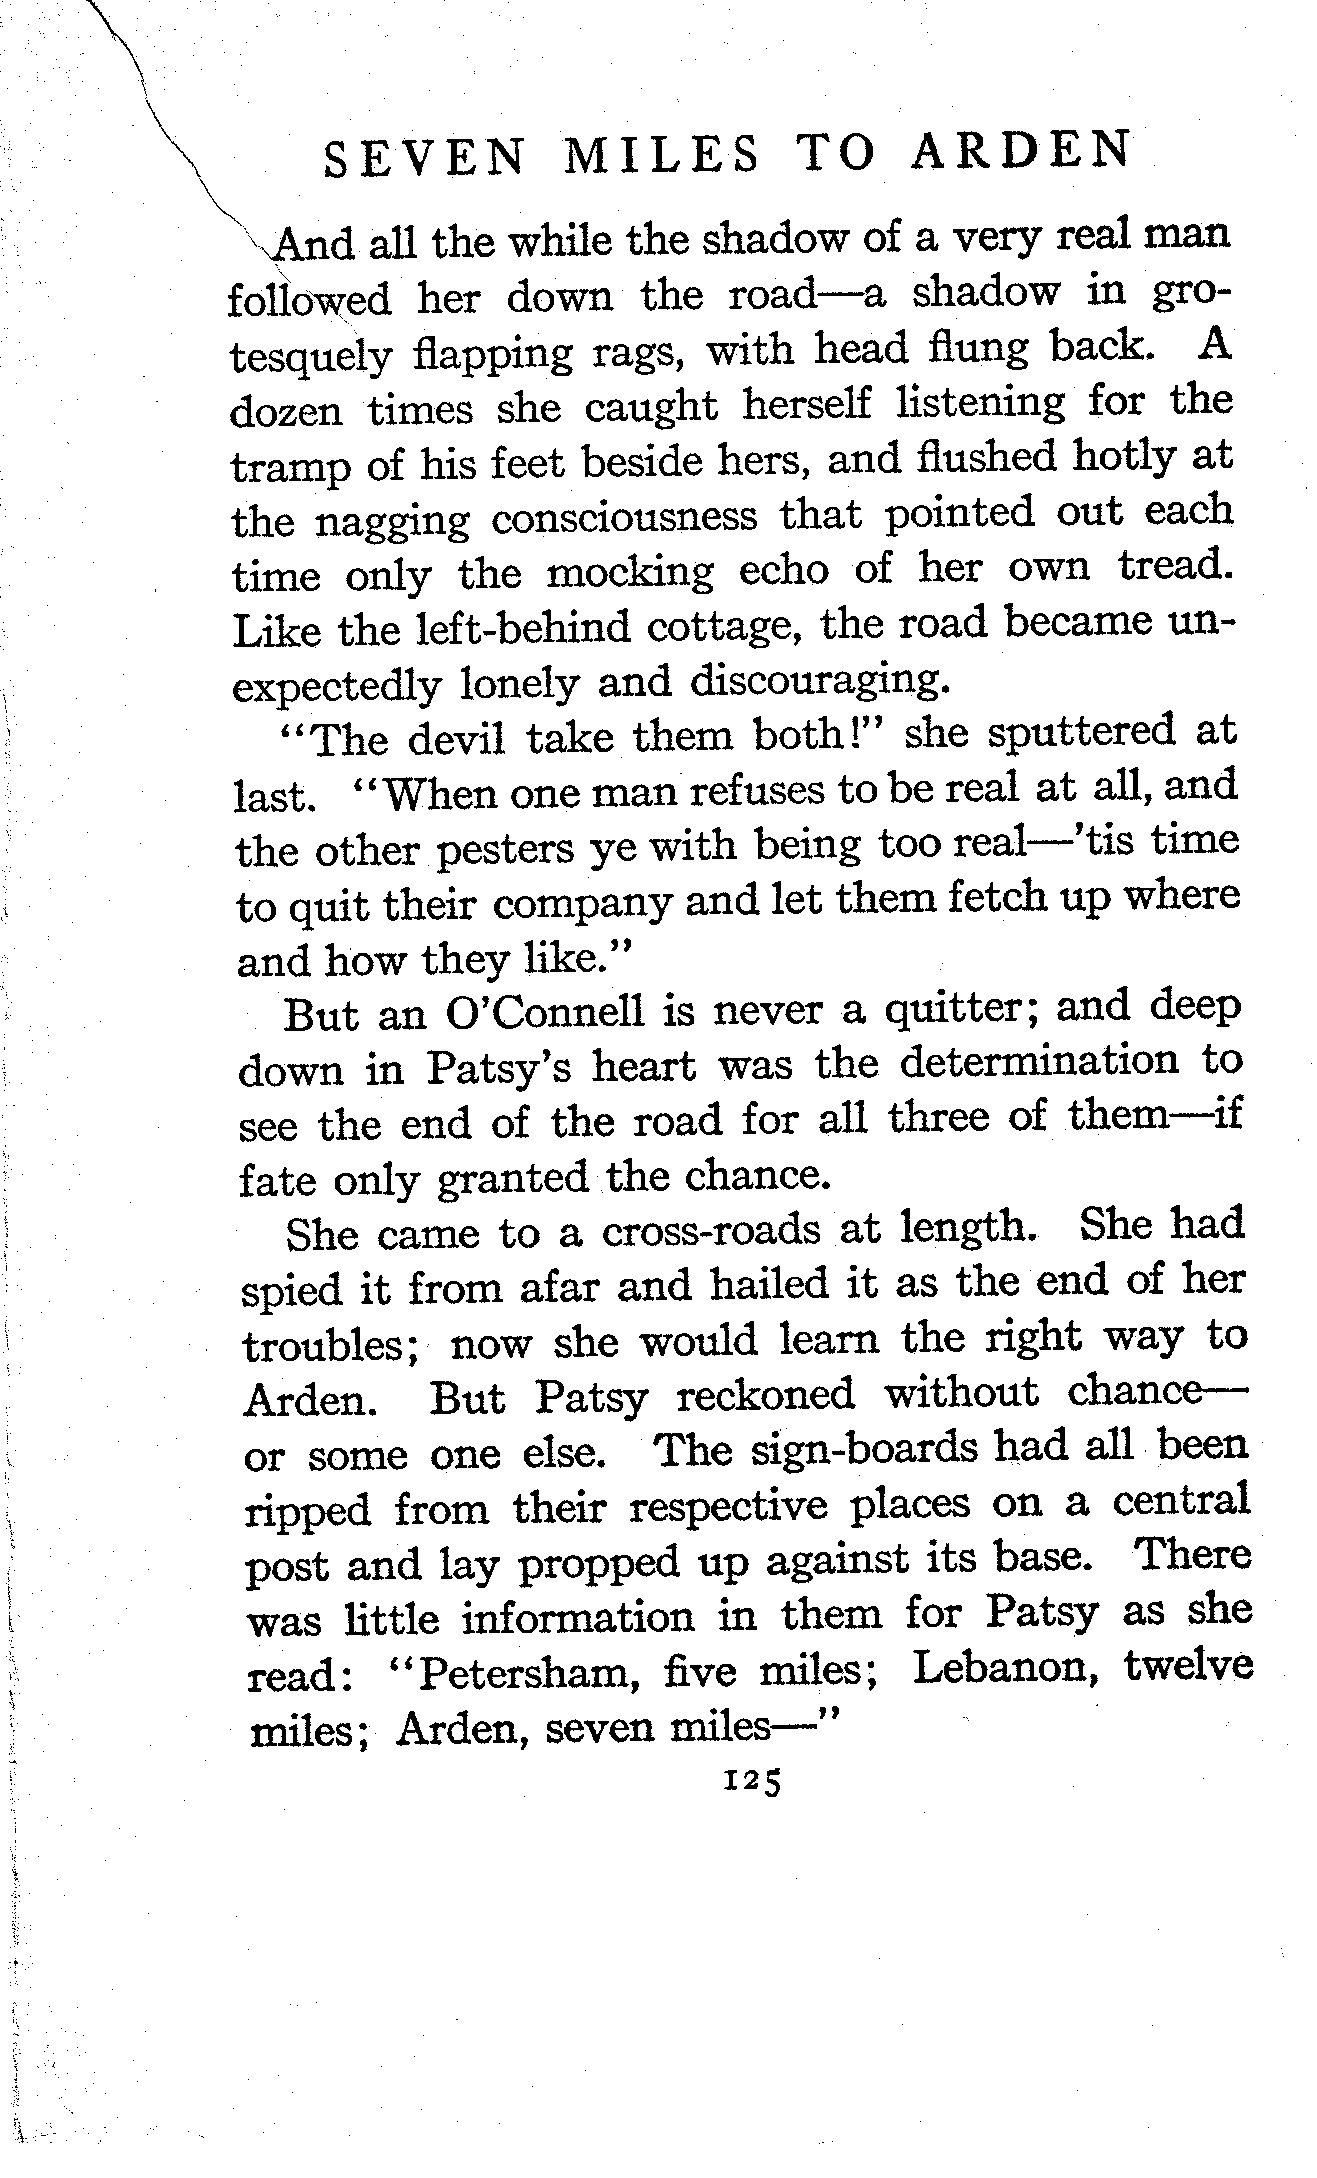 SEVEN MILES TO ARDEN
And all the while the shadow of a very real man
followed her down the road—a shadow in gro-
tesquely flapping rags, with head flung back. A
dozen times she caught herself listening for the
tramp of his feet beside hers, and flushed hotly at
the nagging consciousness that pointed out each
time only the mocking echo of her own tread.
Like the left-behind cottage, the road became un-
expectedly lonely and discouraging.
“The devil take them both!” she sputtered at
last. “When one man refuses to be real at all, and
the other pesters ye with being too real—’tis time
to quit their company and let them fetch up where
and how they like.”
But an O’Connell is never a quitter; and deep
down in Patsy’s heart was the determination to
see the end of the road for all three of them—if
fate only granted the chance.
She came to a cross-roads at length. She had
spied it from afar and hailed it as the end of her
troubles; now she would learn the right way to
Arden. But Patsy reckoned without chance—
or some one else. The sign-boards had all been
ripped from their respective places on a central
post and lay propped up against its base. There
was little information in them for Patsy as she
read: “Petersham, five miles; Lebanon, twelve
miles; Arden, seven miles—”
125